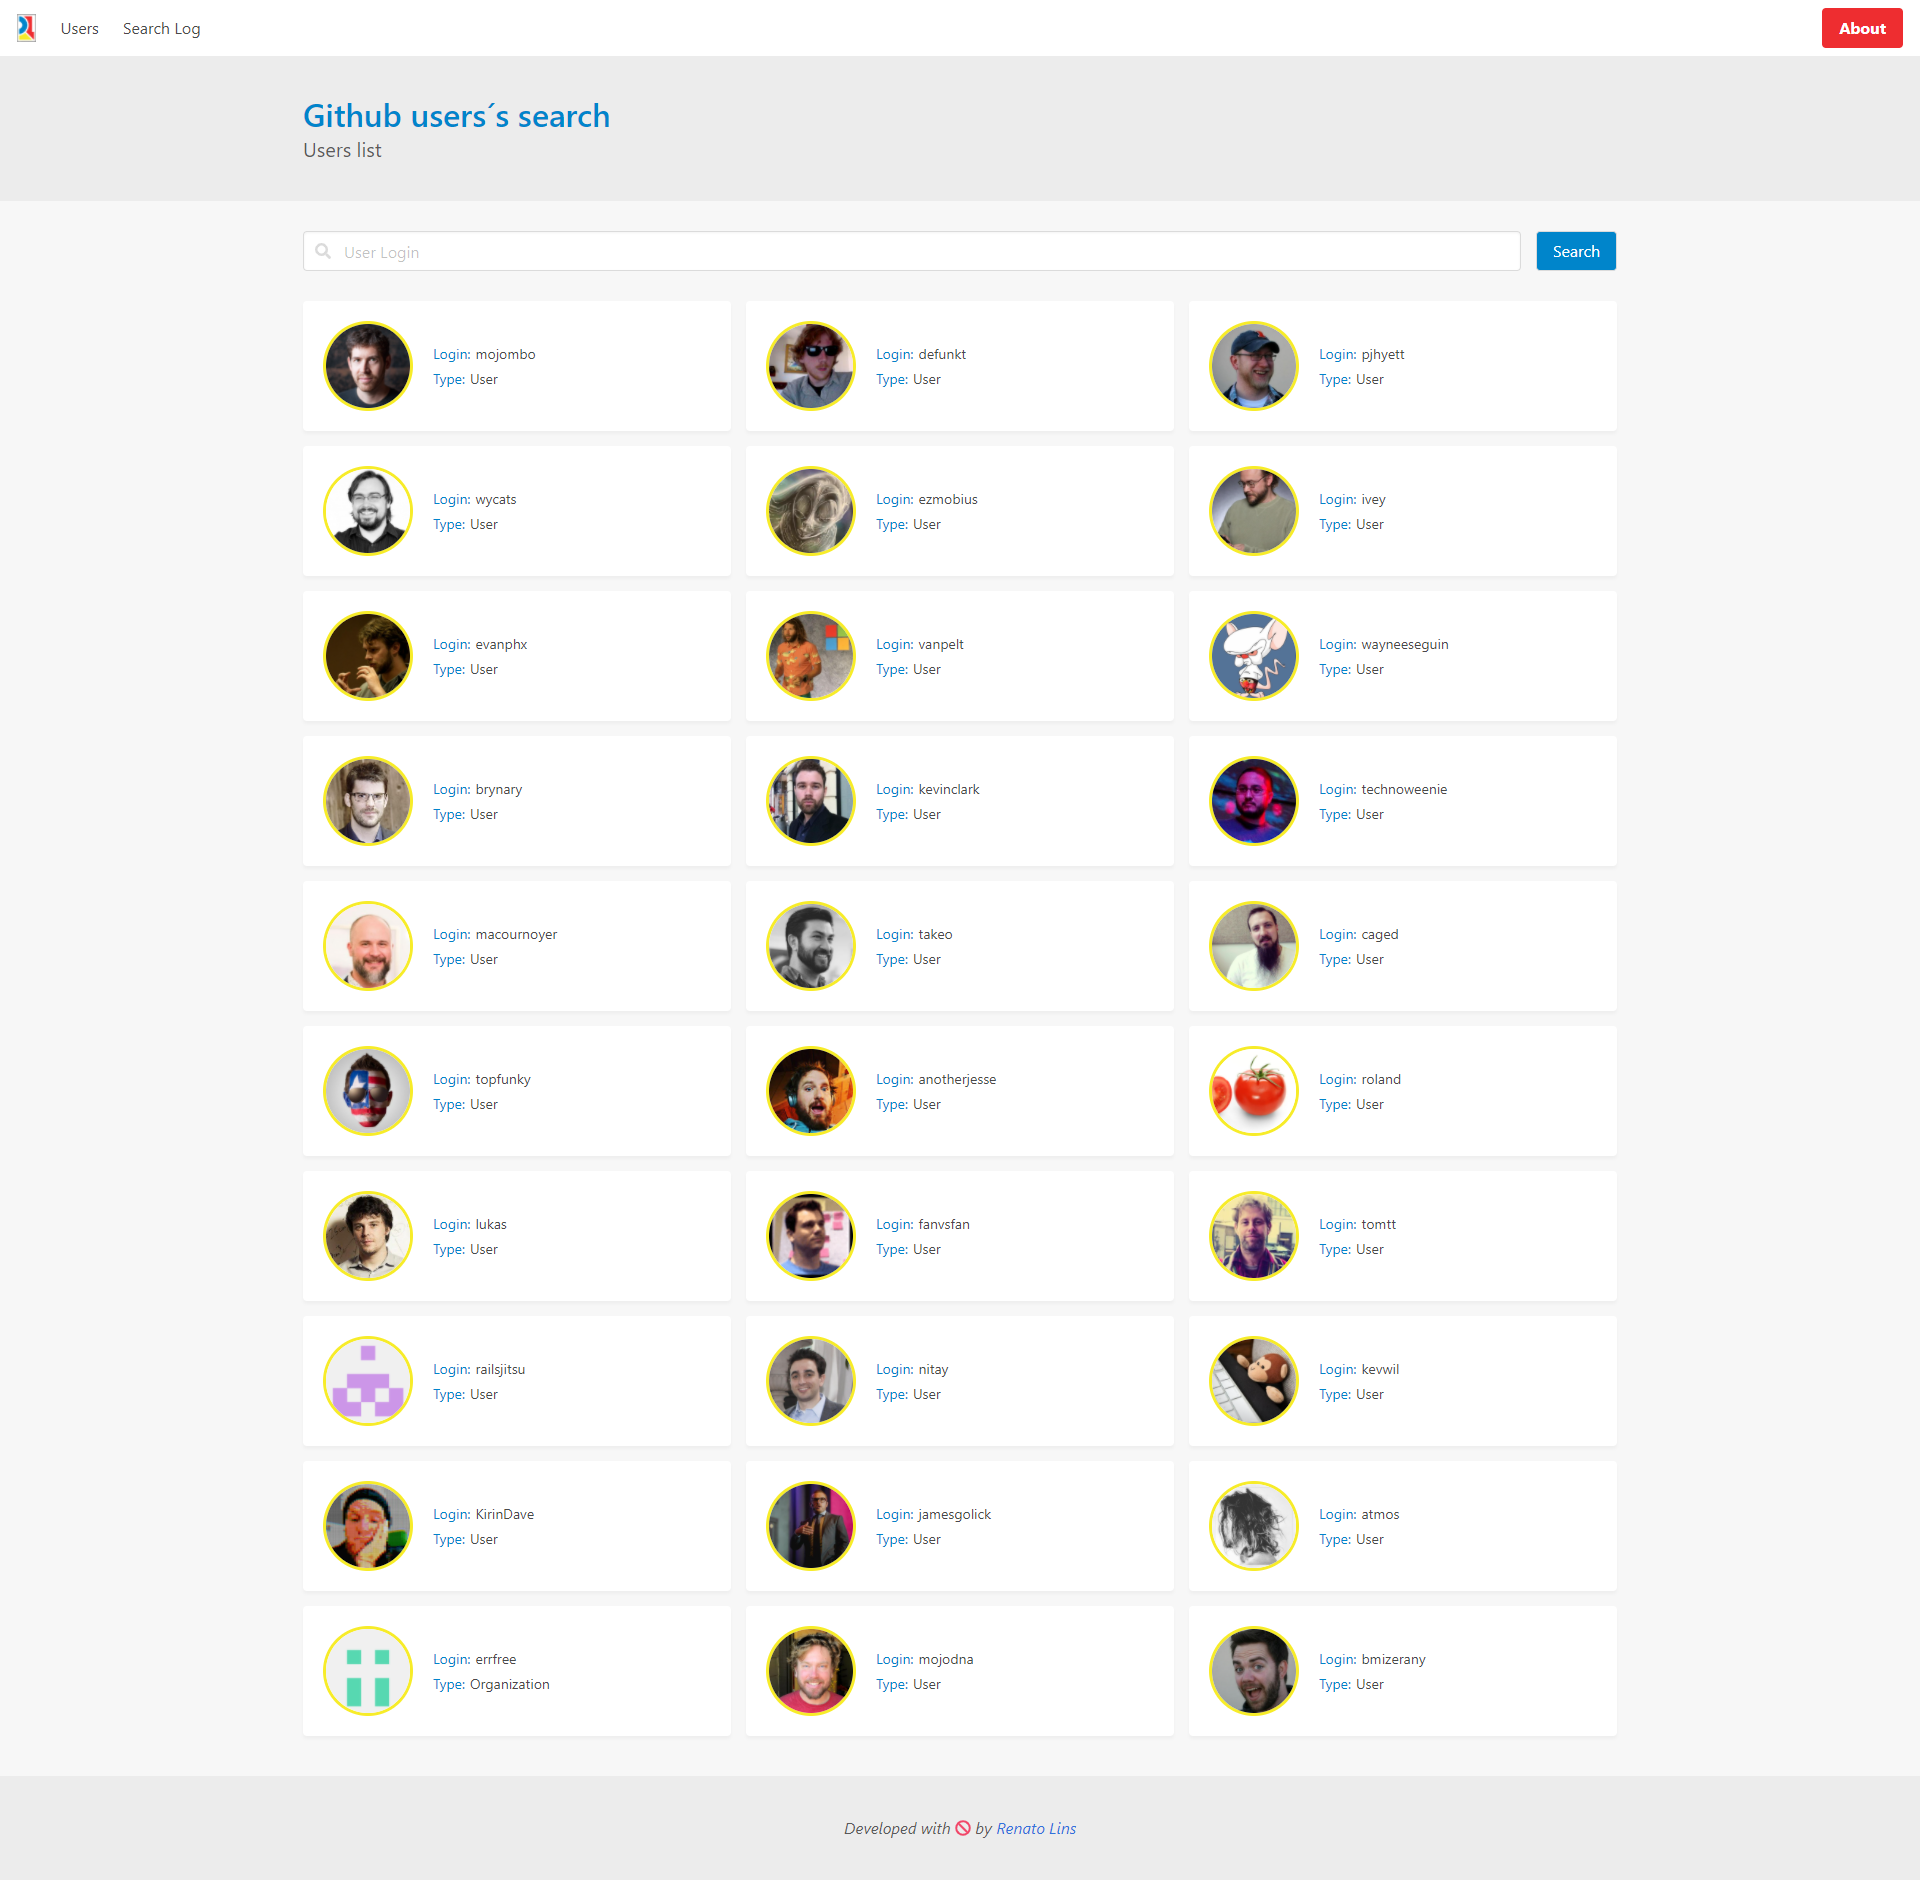 Users Search Log About
Github users´s search
Users list
User Login Search
Login: mojombo Login: defunkt Login: pjhyett
Type: User Type: User Type: User
Login: wycats Login: ezmobius Login: ivey
Type: User Type: User Type: User
Login: evanphx Login: vanpelt Login: wayneeseguin
Type: User Type: User Type: User
Login: brynary Login: kevinclark Login: technoweenie
Type: User Type: User Type: User
Login: macournoyer Login: takeo Login: caged
Type: User Type: User Type: User
Login: topfunky Login: anotherjesse Login: roland
Type: User Type: User Type: User
Login: lukas Login: fanvsfan Login: tomtt
Type: User Type: User Type: User
Login: railsjitsu Login: nitay Login: kevwil
Type: User Type: User Type: User
Login: KirinDave Login: jamesgolick Login: atmos
Type: User Type: User Type: User
Login: errfree Login: mojodna Login: bmizerany
Type: Organization Type: User Type: User
Developed with by Renato Lins